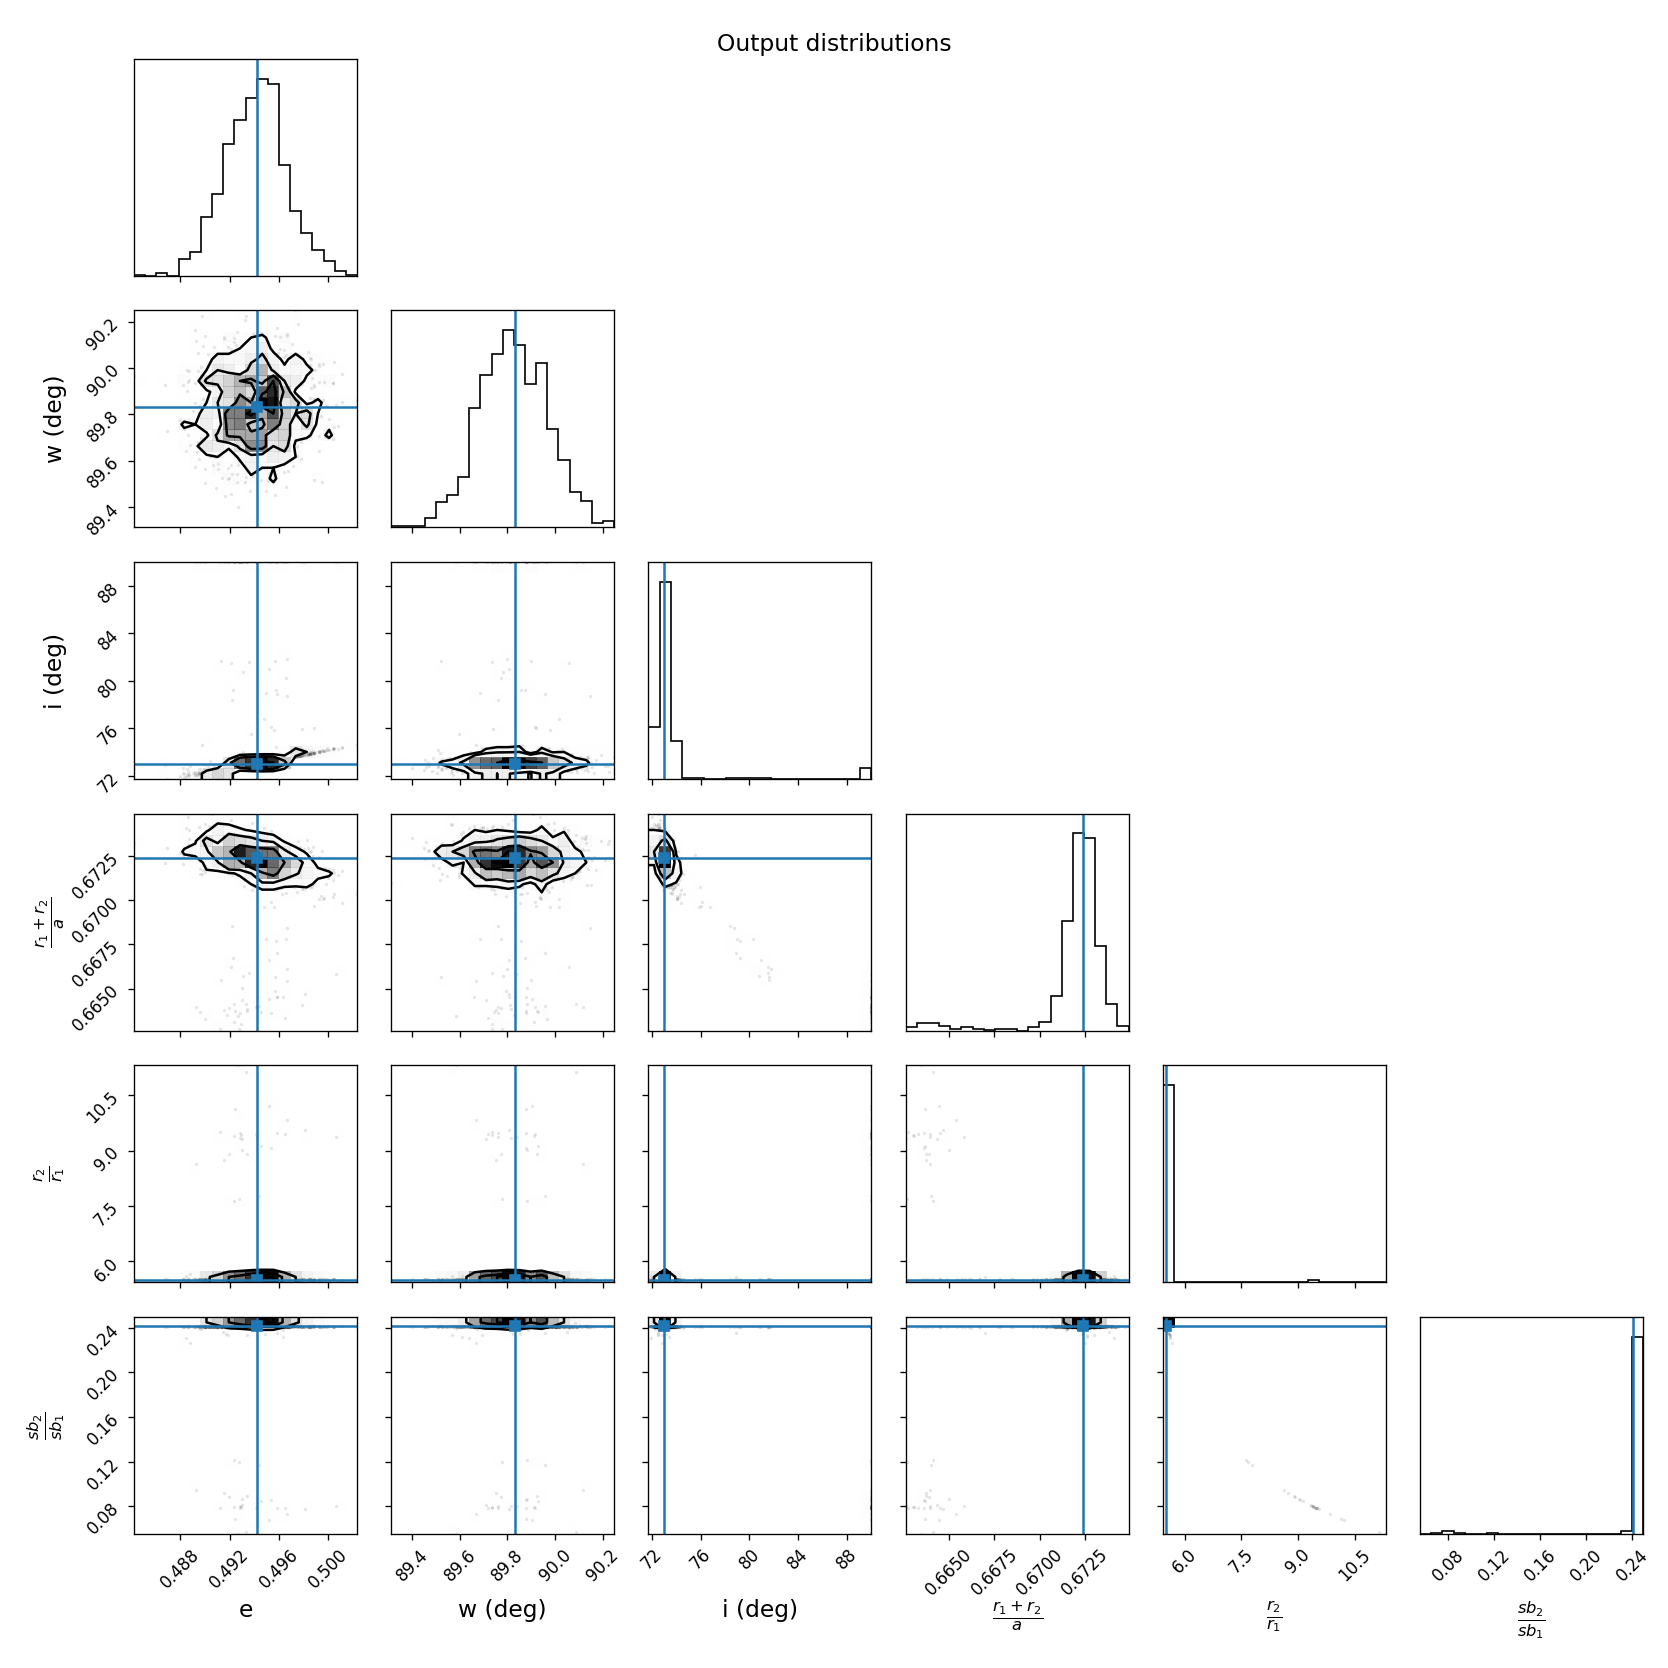 Output distributions
w (deg)
90.2
90.0
89.8
89.6
89.4
i (deg)
88
84
80
76
72
r₁ + r₂
a
0.6725
0.6700
0.6675
0.6650
r₂
r₁
10.5
9.0
7.5
6.0
sb₂
sb₁
0.24
0.20
0.16
0.12
0.08
0.488 0.492 0.496 0.500 89.4 89.6 89.8 90.0 90.2 72 76 80 84 88 0.6650 0.6675 0.6700 0.6725 6.0 7.5 9.0 10.5 0.08 0.12 0.16 0.20 0.24
e w (deg) i (deg)
r₁ + r₂
a
r₂
r₁
sb₂
sb₁